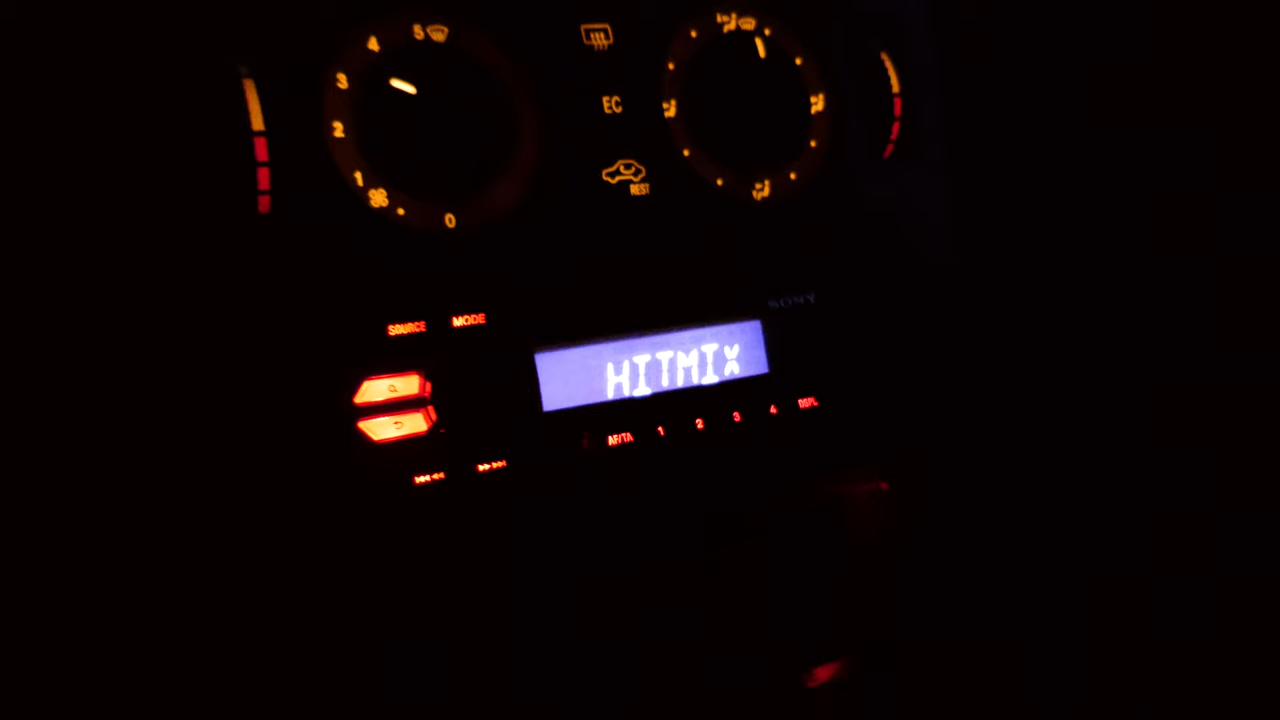 5
4
3
2
1
0
EC
REST
SONY
SOURCE MODE
HITMIX
AF/TA 1 2 3 4 DSPL